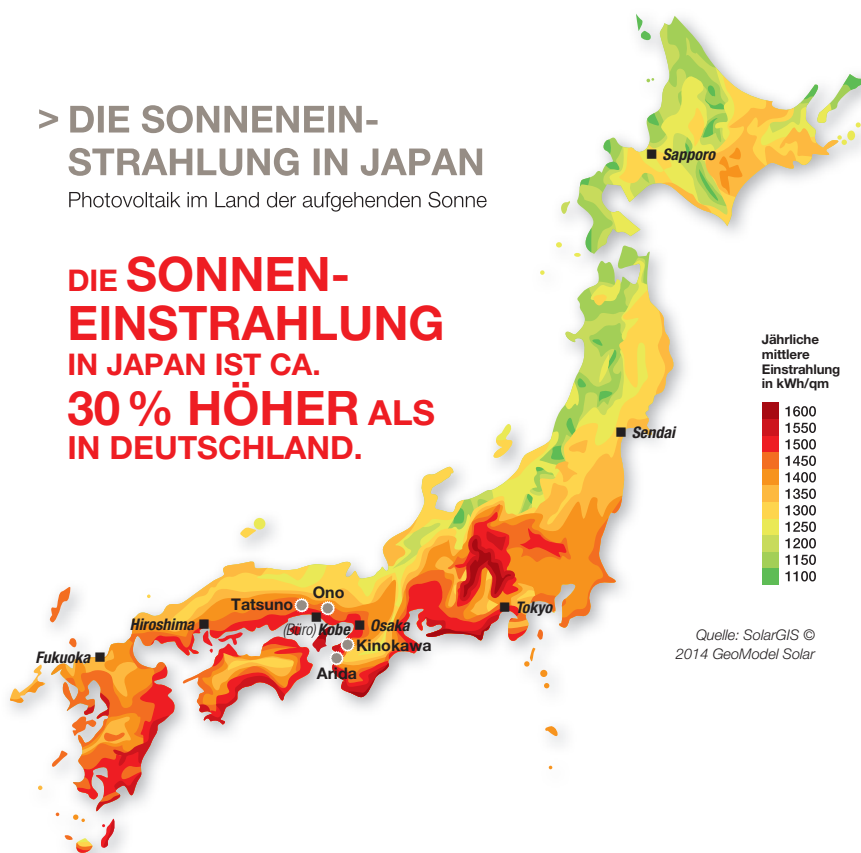 > DIE SONNENEIN-
STRAHLUNG IN JAPAN
Photovoltaik im Land der aufgehenden Sonne
DIE SONNEN-
EINSTRAHLUNG
IN JAPAN IST CA.
30 % HÖHER ALS
IN DEUTSCHLAND.
Sapporo
Jährliche
mittlere
Einstrahlung
in kWh/qm
1600
1550
1500
1450
1400
1350
1300
1250
1200
1150
1100
Sendai
Ono
Tatsuno
Hiroshima
(Büro) Kobe
Osaka
Tokyo
Kinokawa
Fukuoka
Arida
Quelle: SolarGIS ©
2014 GeoModel Solar